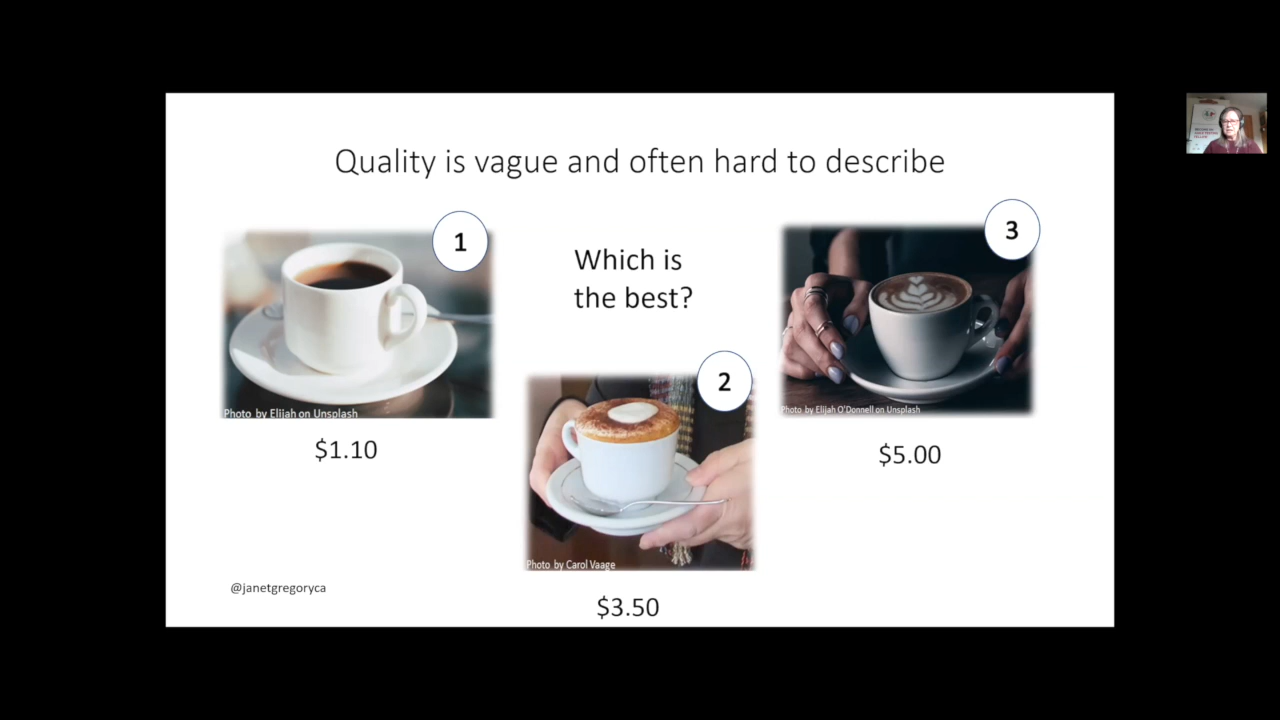 Quality is vague and often hard to describe
1
Photo by Elijah on Unsplash
$1.10
Which is
the best?
2
Photo by Carol Vaage
$3.50
3
Photo by Elijah O'Donnell on Unsplash
$5.00
@janetgregoryca